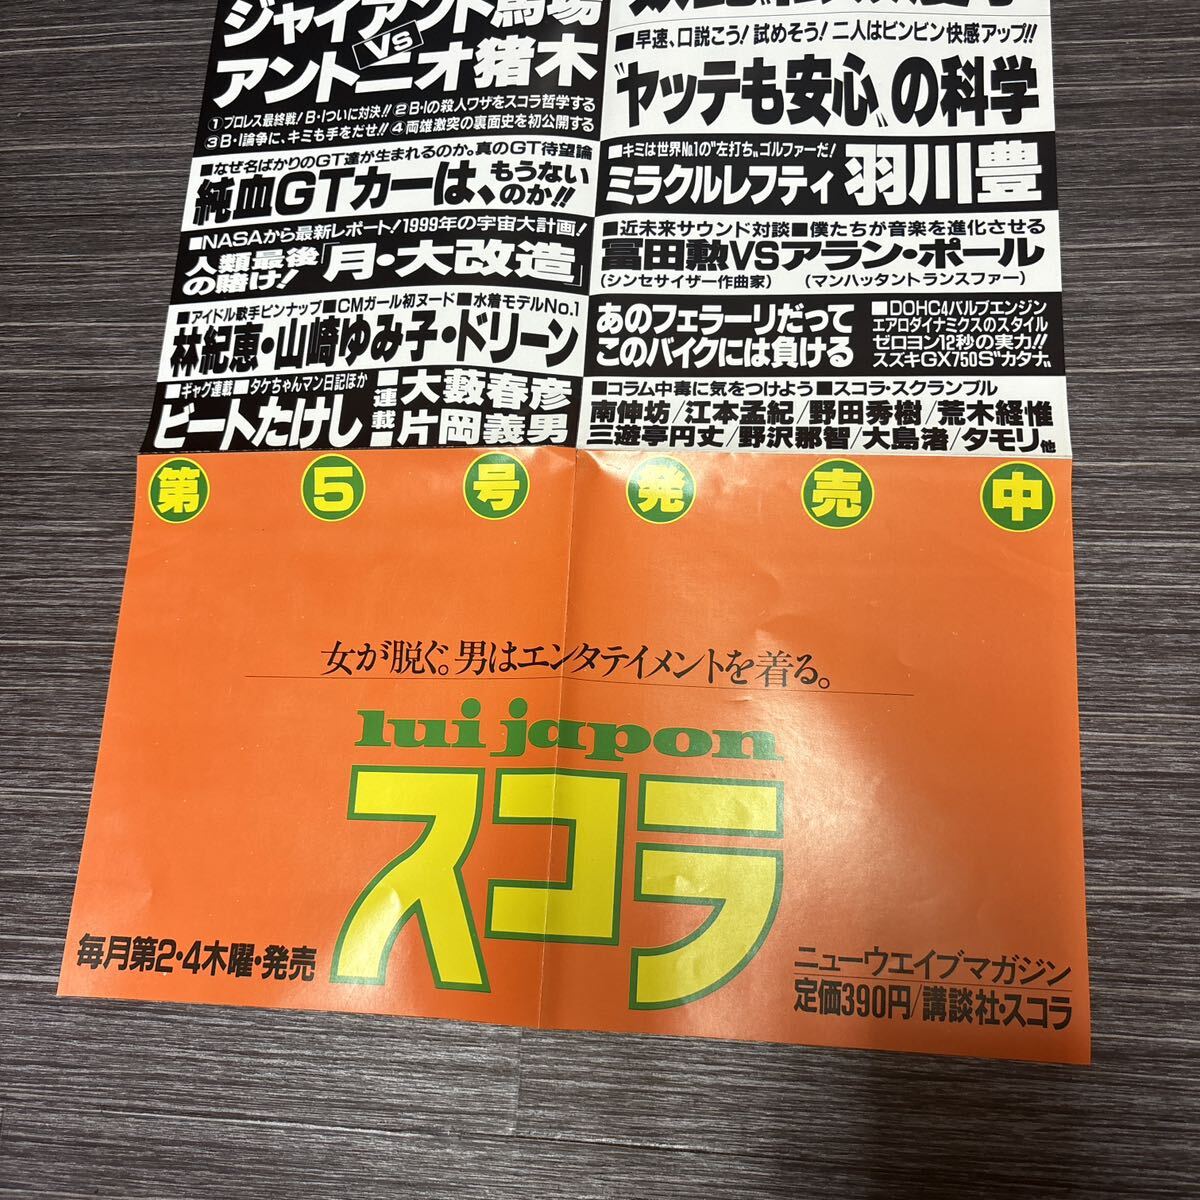 ジャイアント馬場
VS
アントニオ猪木
①プロレス最終戦!B・Iついに対決!!②B・Iの殺人ワザをスコラ哲学する
③B・I論争に、キミも手をだせ!!④両雄激突の裏面史を初公開する
■なぜ名ばかりのGT達が生まれるのか。真のGT待望論
純血GTカーは、もうないのか!!
■NASAから最新レポート!1999年の宇宙大計画!
人類最後の賭け!「月・大改造」
■アイドル歌手ピンナップ■CMガール初ヌード■水着モデルNo.1
林紀恵・山崎ゆみ子・ドリーン
■ギャグ連載■タケちゃんマン日記ほか
ビートたけし
■連載■
大藪春彦
片岡義男
■早速、口説こう!試めそう!二人はビンビン快感アップ!!
“ヤッテも安心”の科学
■キミは世界No.1の“左打ち”ゴルファーだ!
ミラクルレフティ羽川豊
■近未来サウンド対談■僕たちが音楽を進化させる
冨田勲VSアラン・ポール
(シンセサイザー作曲家) (マンハッタントランスファー)
あのフェラーリだって
このバイクには負ける
■DOHC4バルブエンジン
エアロダイナミクスのスタイル
ゼロヨン12秒の実力!!
スズキGX750S“カタナ”
■コラム中毒に気をつけよう■スコラ・スクランブル
南伸坊/江本孟紀/野田秀樹/荒木経惟
三遊亭円丈/野沢那智/大島渚/タモリ他
第5号発売中
女が脱ぐ。男はエンタテイメントを着る。
lui japon
スコラ
毎月第2・4木曜・発売
ニューウエイブマガジン
定価390円/講談社・スコラ